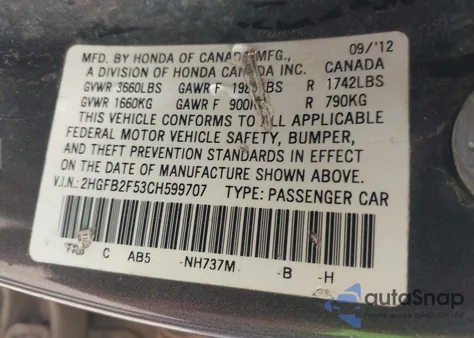 MFD. BY HONDA OF CANADA MFG., 09/'12
A DIVISION OF HONDA CANADA INC. CANADA
GVWR 3660LBS GAWR F LBS R 1742LBS
GVWR 1660KG GAWR F 900KG R 790KG
THIS VEHICLE CONFORMS TO ALL APPLICABLE
FEDERAL MOTOR VEHICLE SAFETY, BUMPER,
AND THEFT PREVENTION STANDARDS IN EFFECT
ON THE DATE OF MANUFACTURE SHOWN ABOVE.
V.I.N.: 2HGFB2F53CH599707 TYPE: PASSENGER CAR
C AB5 -NH737M -B -H
autoSnap